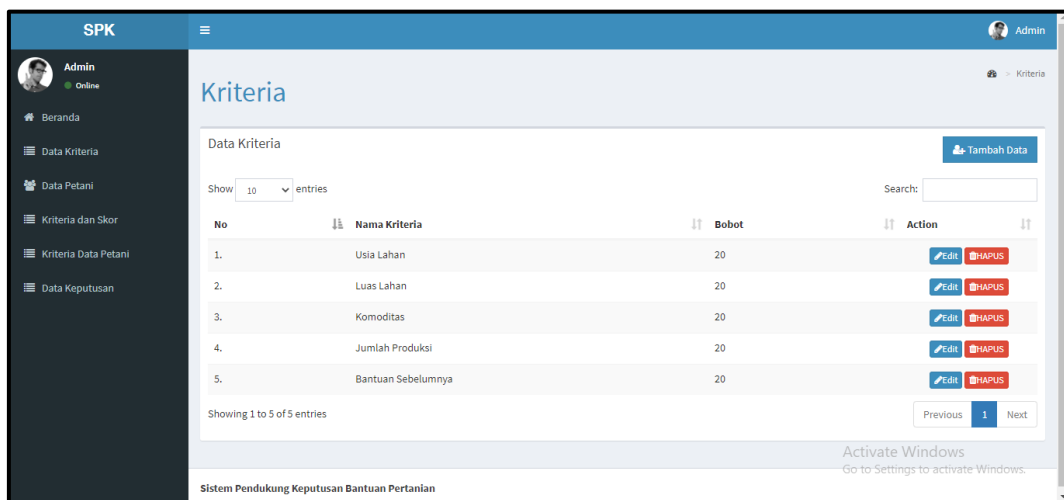 SPK
Admin
Admin
Online
> Kriteria
Kriteria
Beranda
Data Kriteria
Data Petani
Kriteria dan Skor
Kriteria Data Petani
Data Keputusan
Data Kriteria
Tambah Data
Show 10 entries
Search:
No Nama Kriteria Bobot Action
1. Usia Lahan 20 Edit HAPUS
2. Luas Lahan 20 Edit HAPUS
3. Komoditas 20 Edit HAPUS
4. Jumlah Produksi 20 Edit HAPUS
5. Bantuan Sebelumnya 20 Edit HAPUS
Showing 1 to 5 of 5 entries
Previous 1 Next
Activate Windows
Go to Settings to activate Windows.
Sistem Pendukung Keputusan Bantuan Pertanian